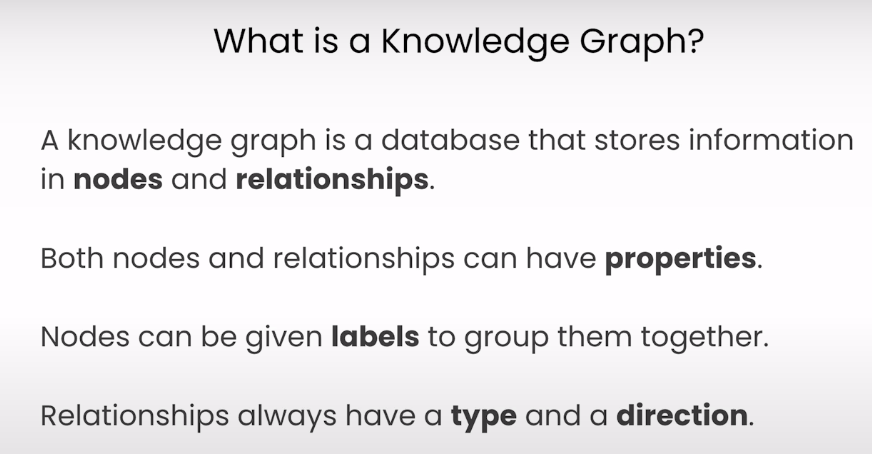 What is a Knowledge Graph?
A knowledge graph is a database that stores information
in nodes and relationships.
Both nodes and relationships can have properties.
Nodes can be given labels to group them together.
Relationships always have a type and a direction.